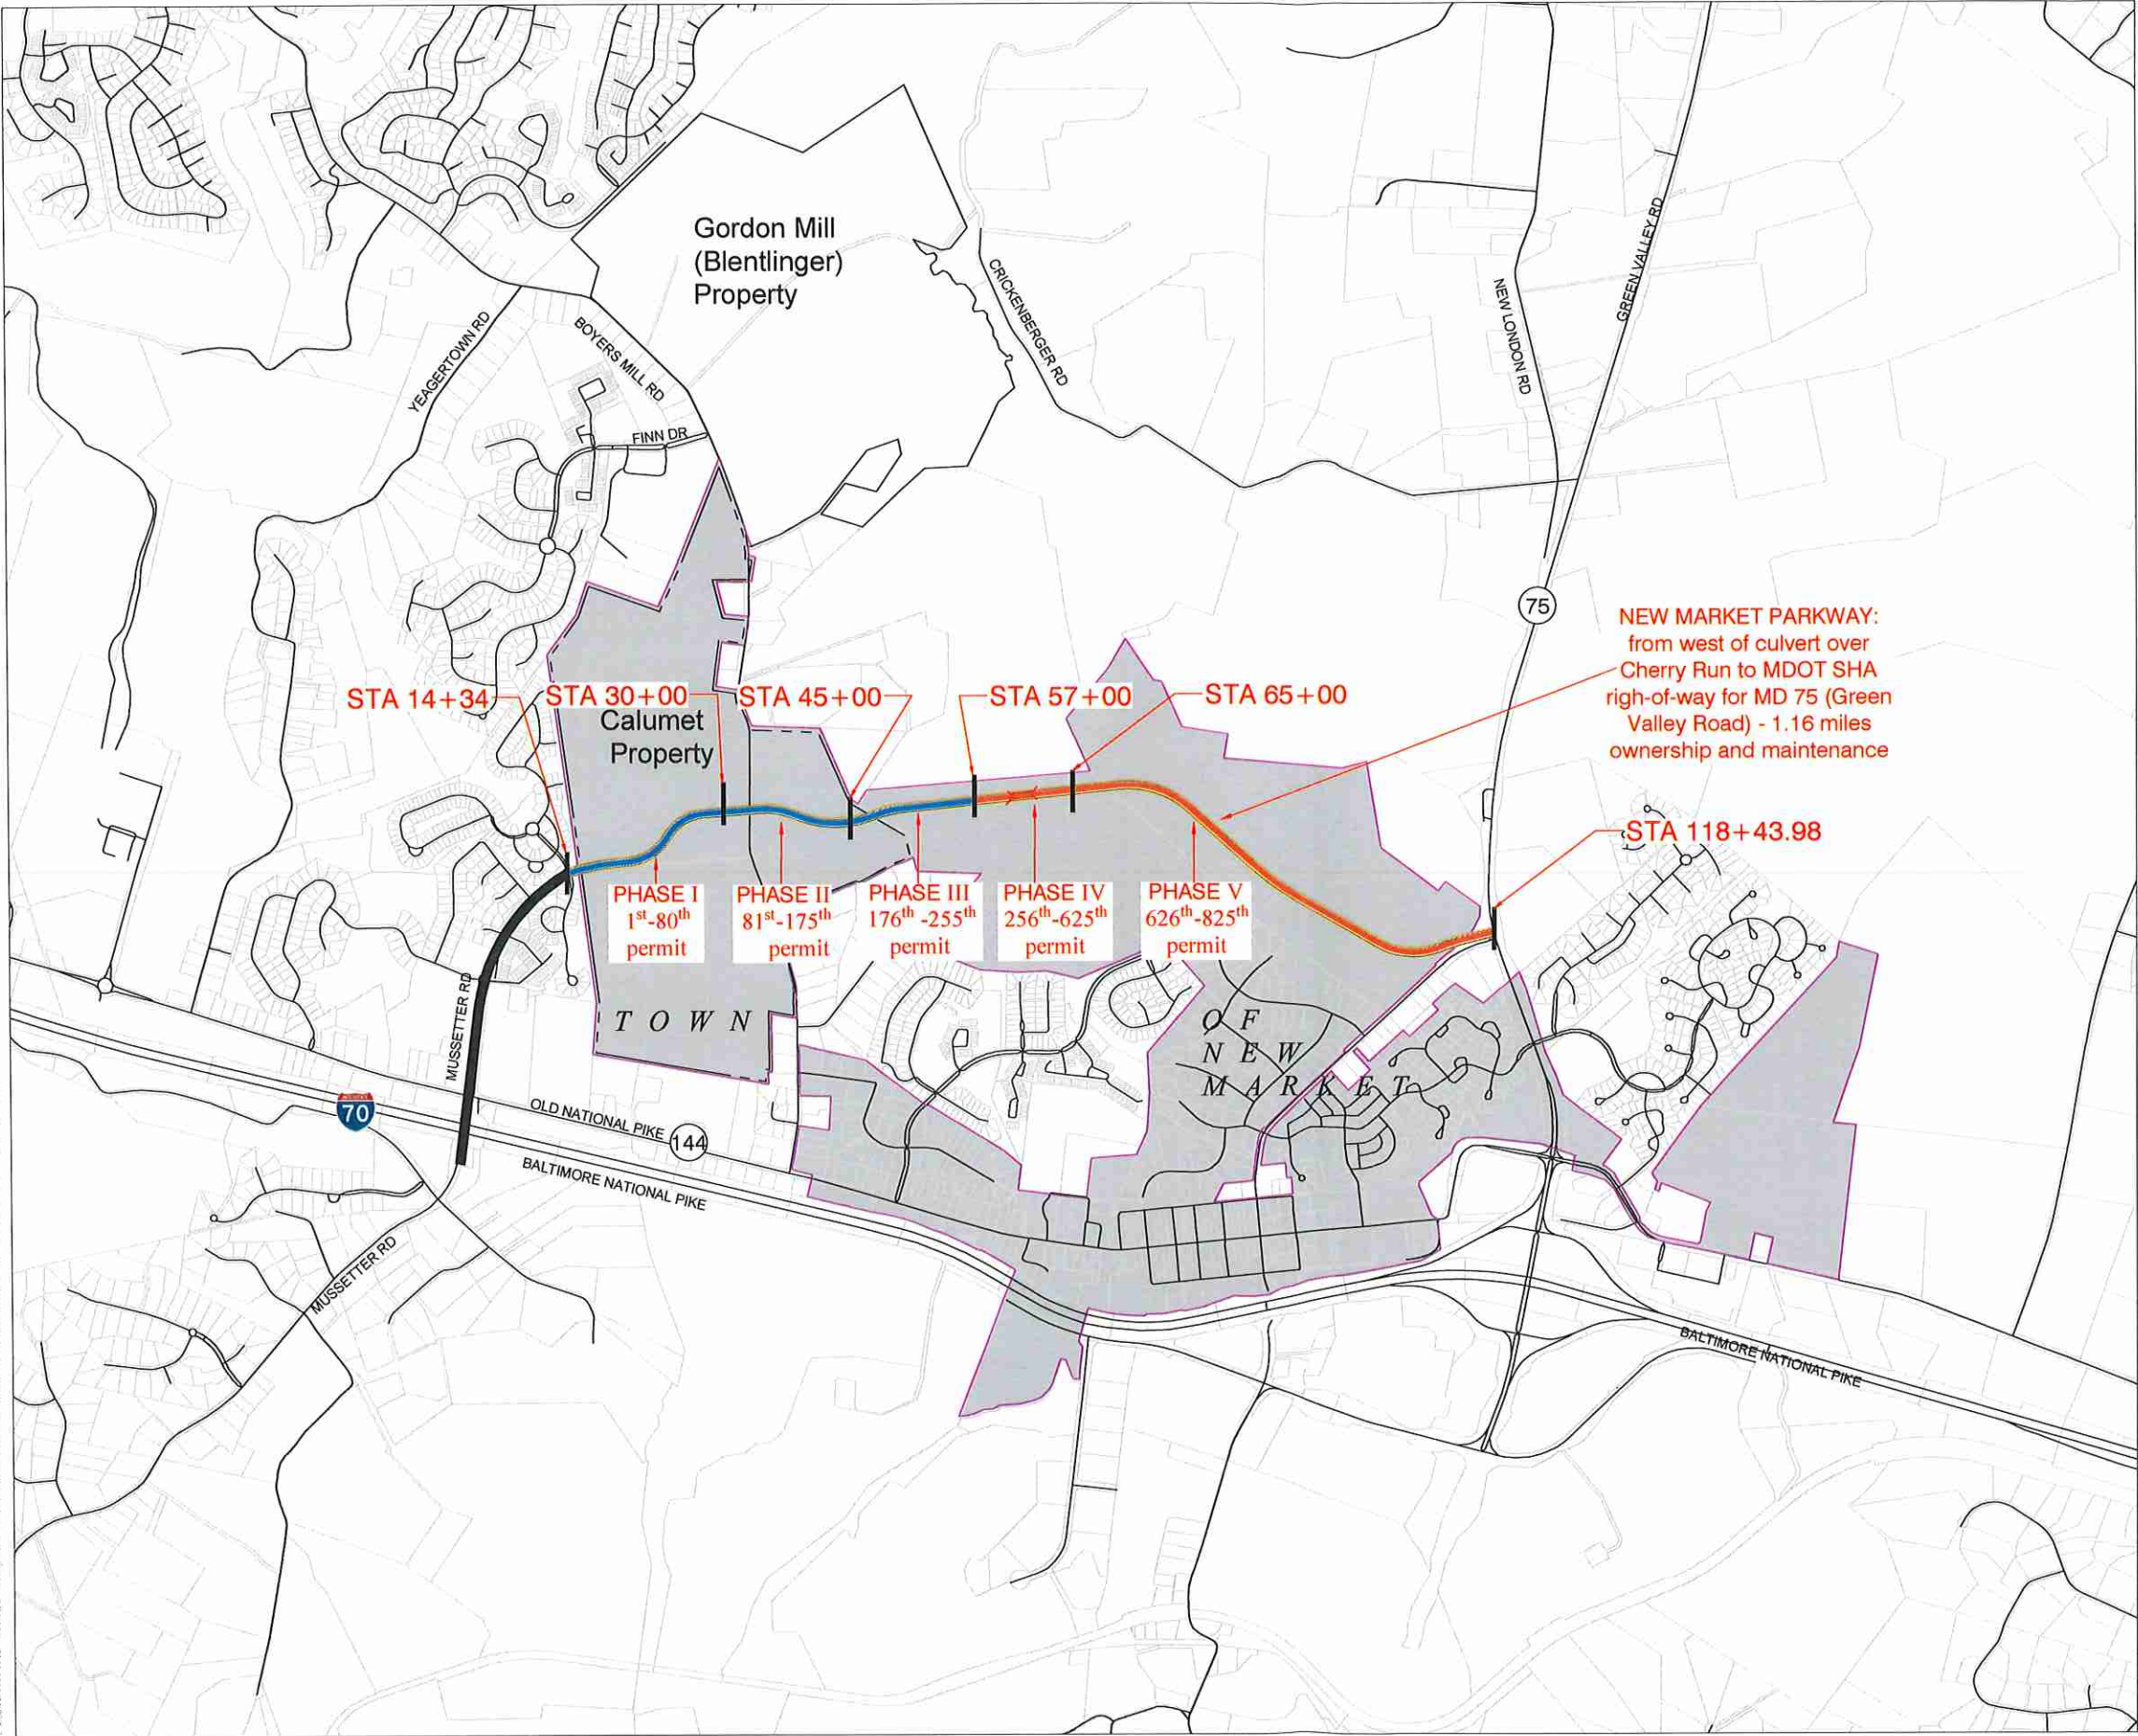 Gordon Mill
(Blentlinger)
Property
CRICKENBERGER RD
NEW LONDON RD
GREEN VALLEY RD
YEAGERTOWN RD
BOYERS MILL RD
FINN DR
75
NEW MARKET PARKWAY:
from west of culvert over
Cherry Run to MDOT SHA
righ-of-way for MD 75 (Green
Valley Road) - 1.16 miles
ownership and maintenance
STA 14+34
STA 30+00
STA 45+00
STA 57+00
STA 65+00
Calumet
Property
STA 118+43.98
PHASE I
1st-80th
permit
PHASE II
81st-175th
permit
PHASE III
176th -255th
permit
PHASE IV
256th-625th
permit
PHASE V
626th-825th
permit
MUSSETTER RD
TOWN
OF
NEW
MARKET
INTERSTATE
70
OLD NATIONAL PIKE
144
BALTIMORE NATIONAL PIKE
MUSSETTER RD
BALTIMORE NATIONAL PIKE